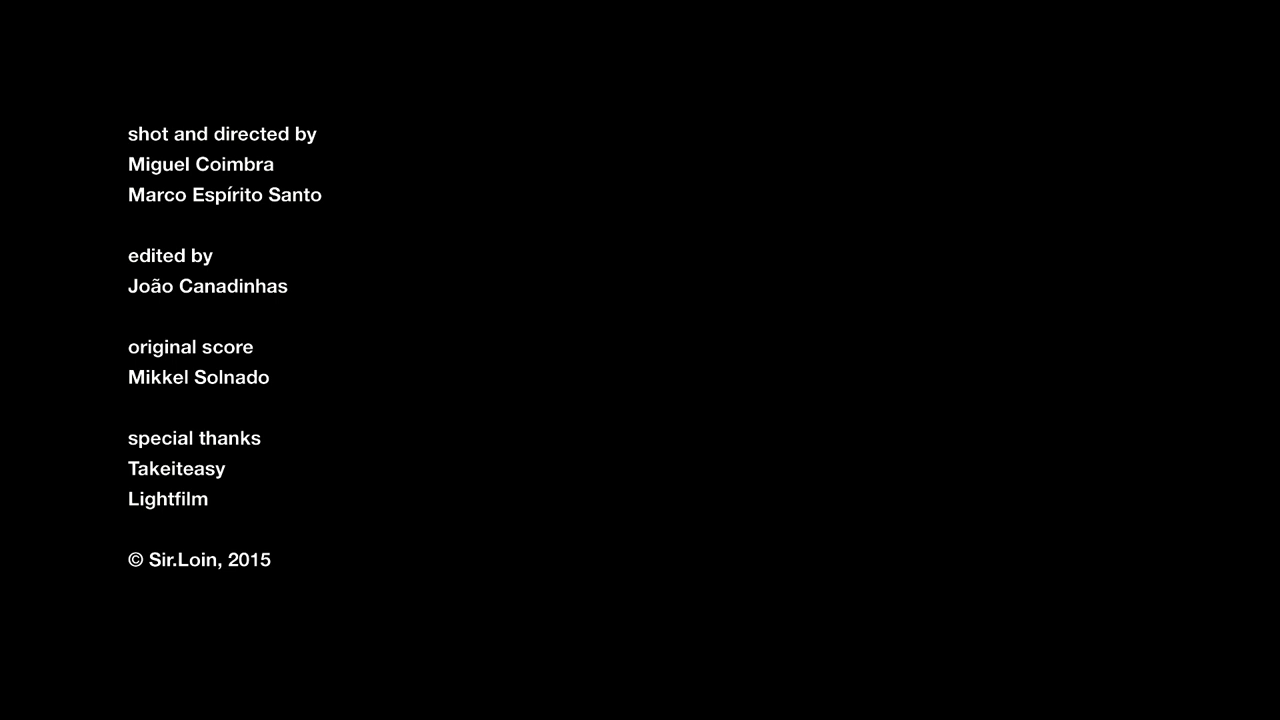 shot and directed by
Miguel Coimbra
Marco Espírito Santo
edited by
João Canadinhas
original score
Mikkel Solnado
special thanks
Takeiteasy
Lightfilm
© Sir.Loin, 2015